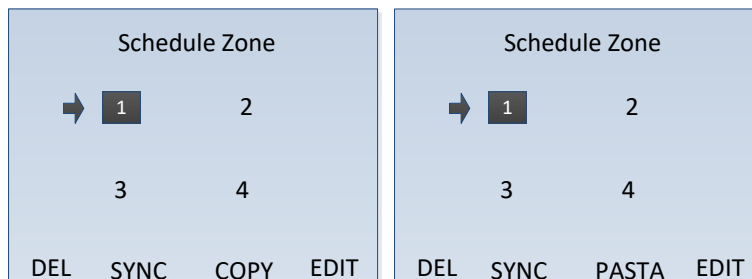 Schedule Zone
1 2
3 4
DEL SYNC COPY EDIT
Schedule Zone
1 2
3 4
DEL SYNC PASTA EDIT